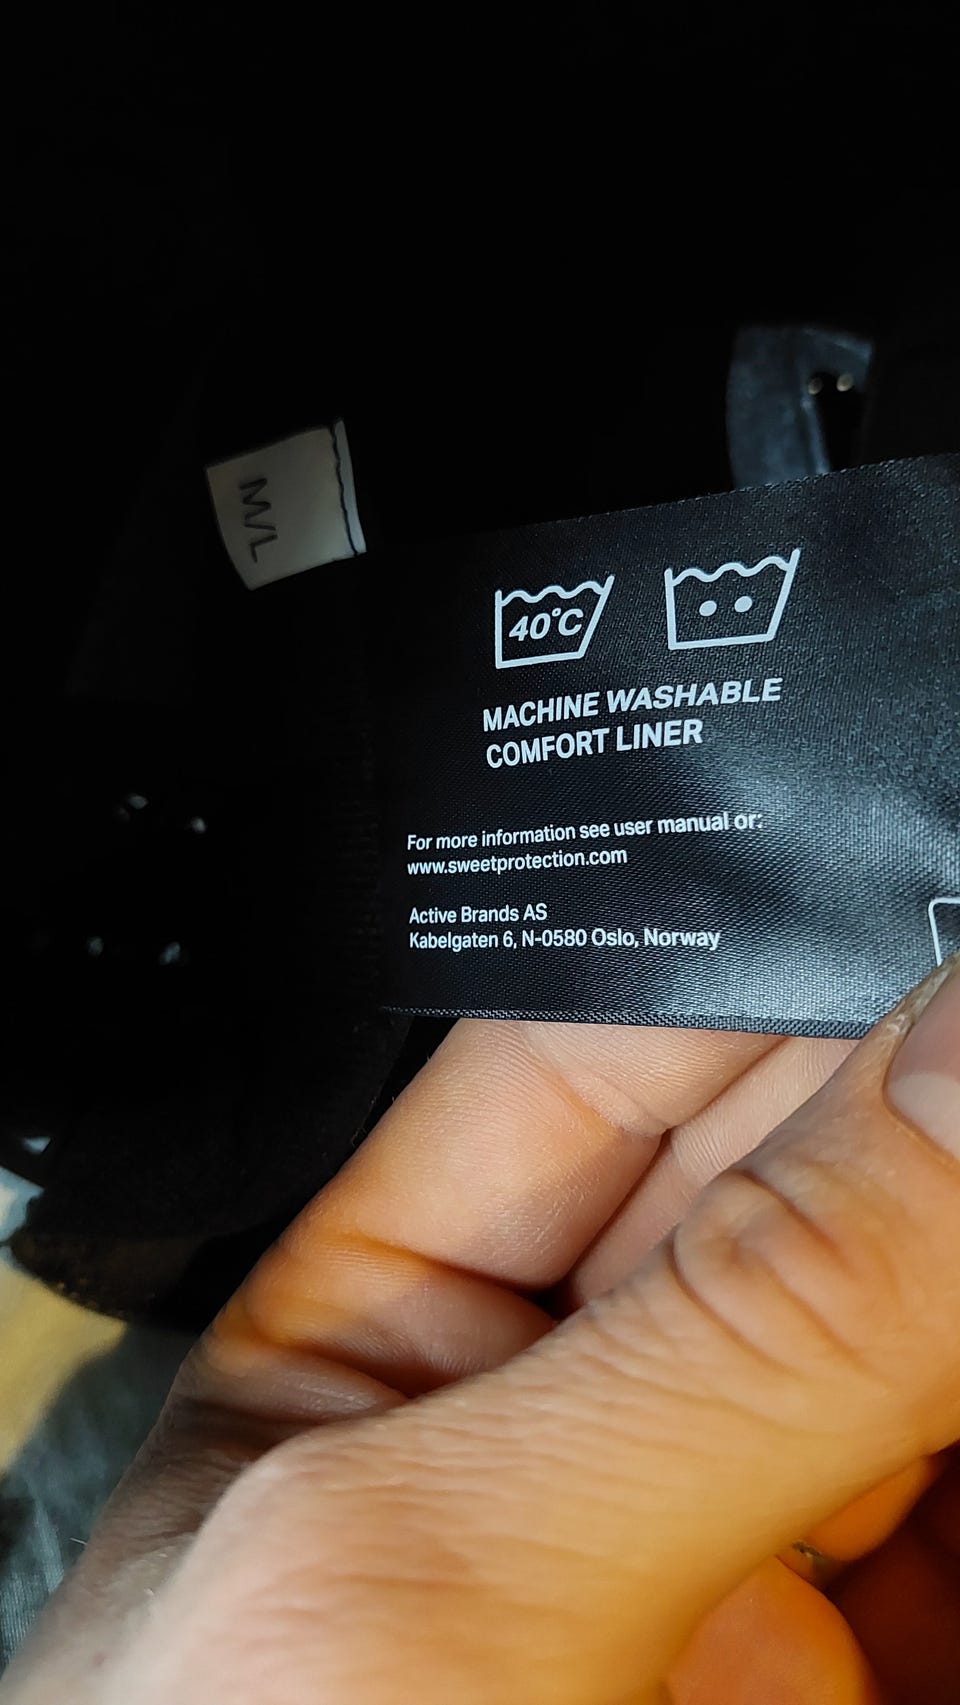 M/L
40°C
MACHINE WASHABLE
COMFORT LINER
For more information see user manual or:
www.sweetprotection.com
Active Brands AS
Kabelgaten 6, N-0580 Oslo, Norway